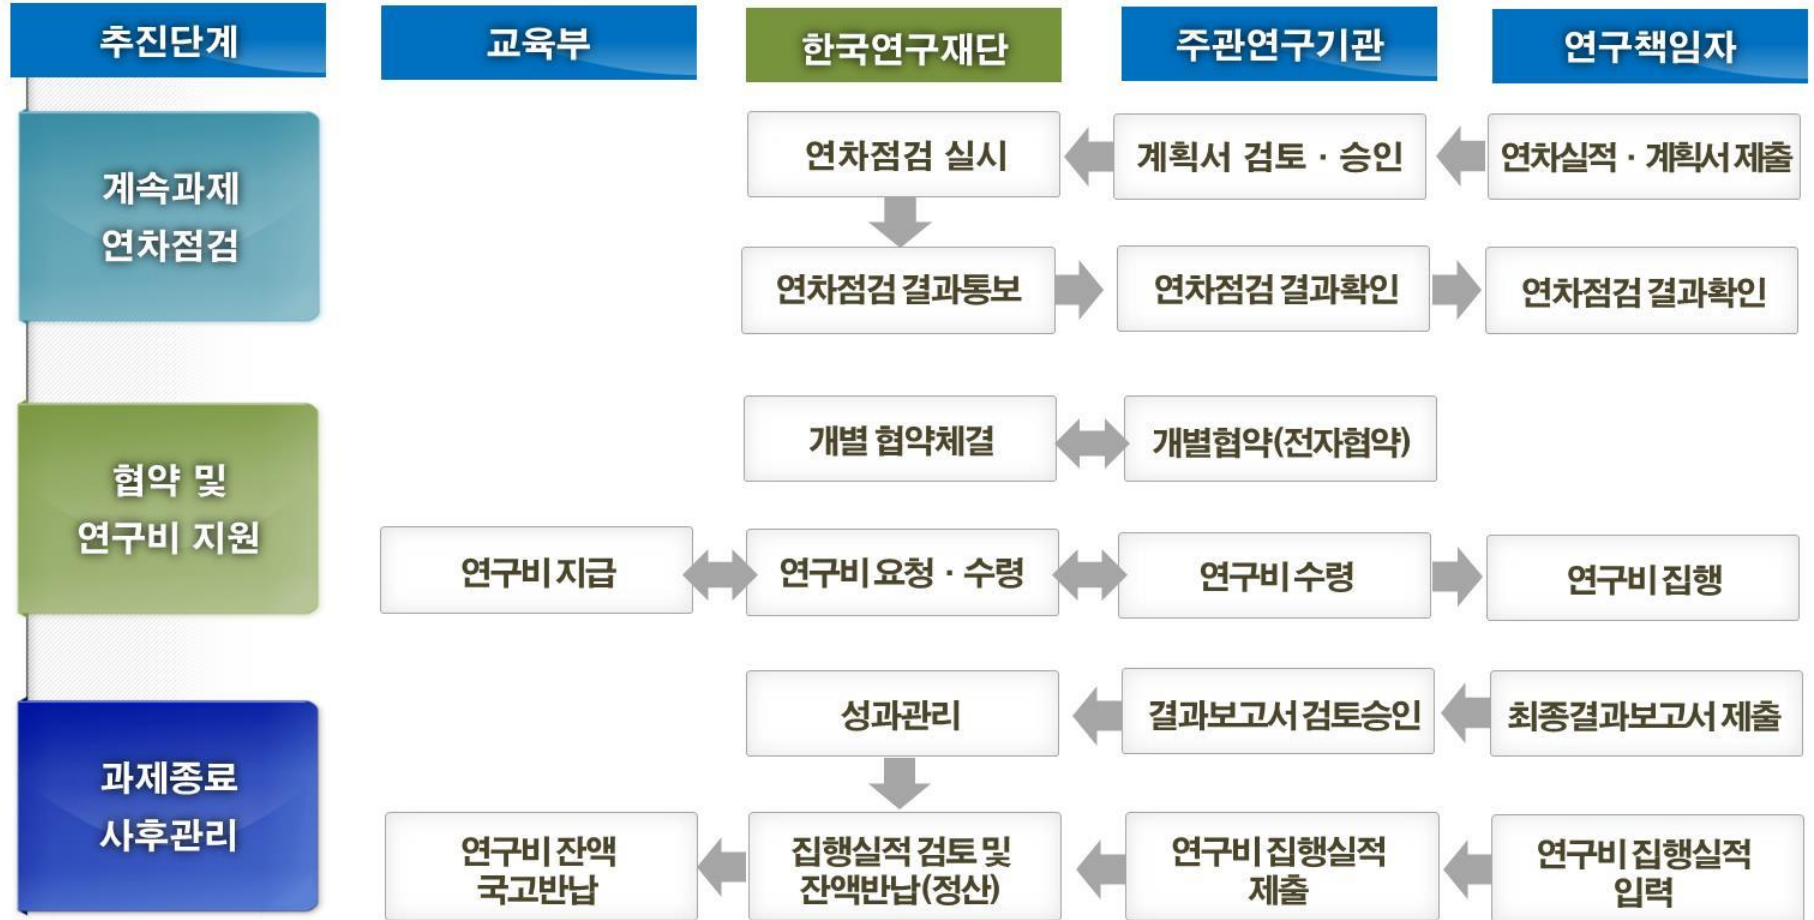 추진단계
교육부
한국연구재단
주관연구기관
연구책임자
계속과제
연차점검
연차점검 실시
계획서 검토 · 승인
연차실적 · 계획서 제출
연차점검 결과통보
연차점검 결과확인
연차점검 결과확인
협약 및
연구비 지원
개별 협약체결
개별협약(전자협약)
연구비 지급
연구비 요청 · 수령
연구비 수령
연구비 집행
과제종료
사후관리
성과관리
결과보고서 검토승인
최종결과보고서 제출
연구비 잔액
국고반납
집행실적 검토 및
잔액반납(정산)
연구비 집행실적
제출
연구비 집행실적
입력